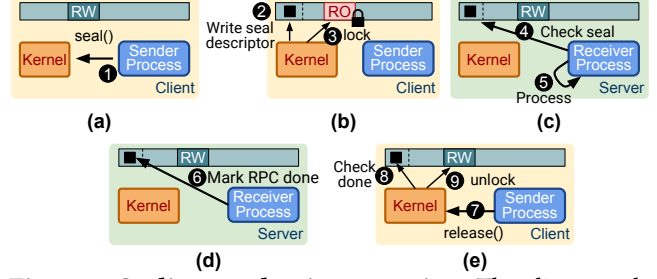 RW
seal()
Kernel
1
Sender
Process
Client
(a)
2
RO
Write seal
descriptor
3
lock
Kernel
Sender
Process
Client
(b)
4
Check seal
Receiver
Process
5
Process
Server
(c)
RW
6
Mark RPC done
Kernel
Receiver
Process
Server
(d)
RW
Check
done
8
9
unlock
Kernel
7
release()
Sender
Process
Client
(e)